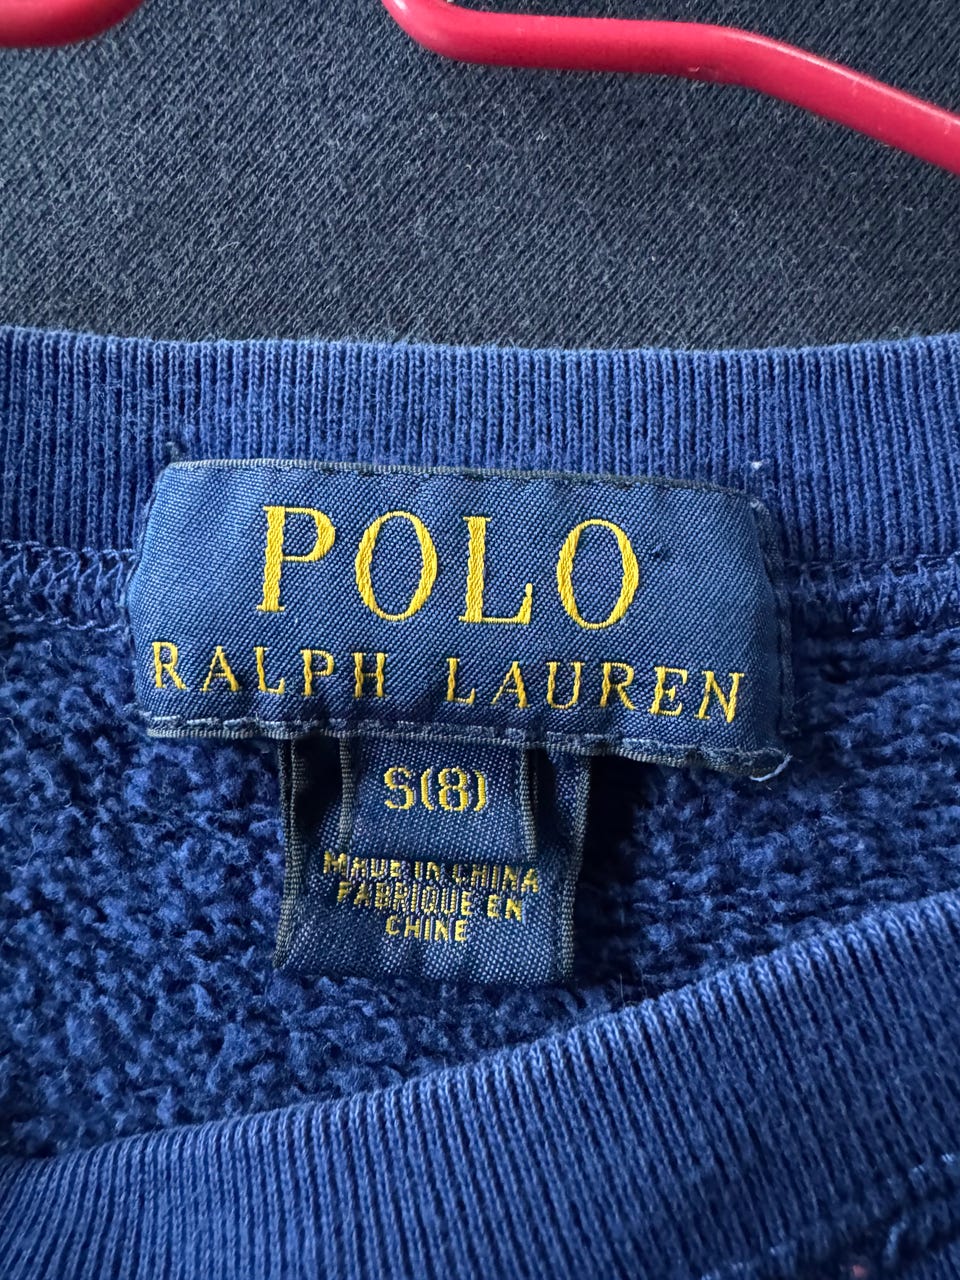 POLO
RALPH LAUREN
S(8)
MADE IN CHINA
FABRIQUE EN
CHINE